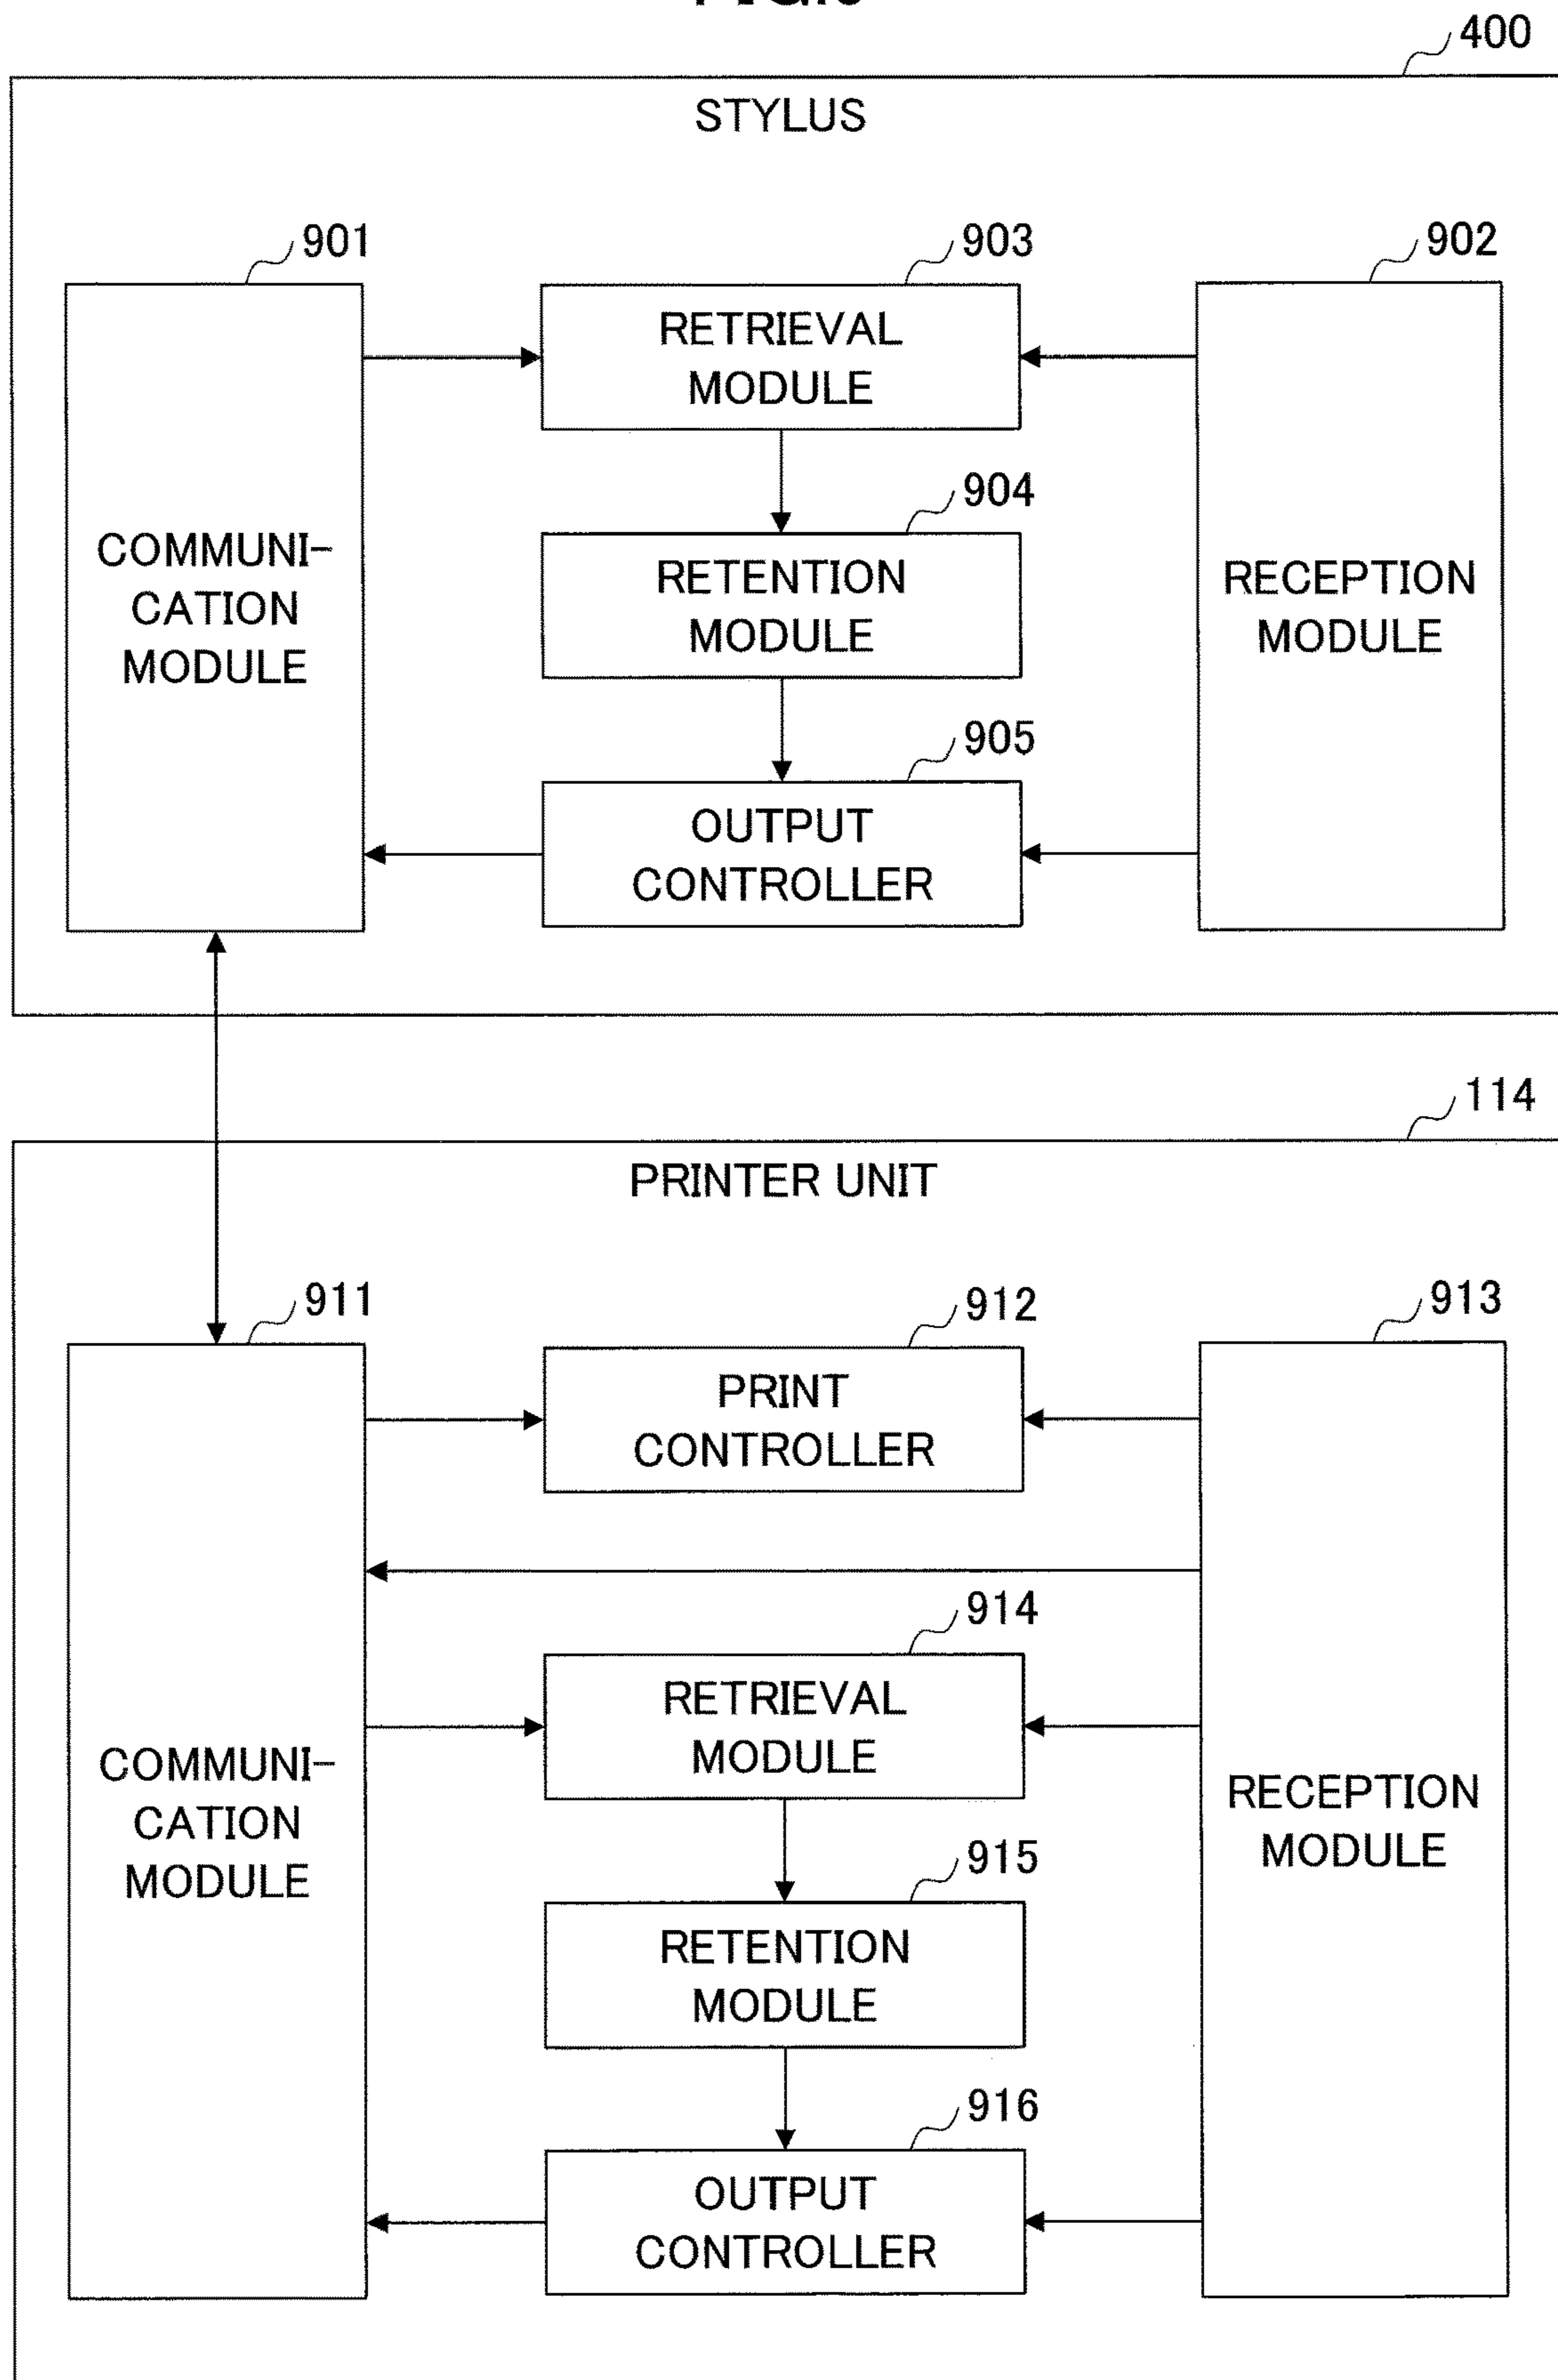 400
STYLUS
901
903
902
RETRIEVAL
MODULE
904
COMMUNI-
CATION
MODULE
RETENTION
MODULE
RECEPTION
MODULE
905
OUTPUT
CONTROLLER
114
PRINTER UNIT
911
912
913
PRINT
CONTROLLER
914
RETRIEVAL
MODULE
COMMUNI-
CATION
MODULE
RECEPTION
MODULE
915
RETENTION
MODULE
916
OUTPUT
CONTROLLER